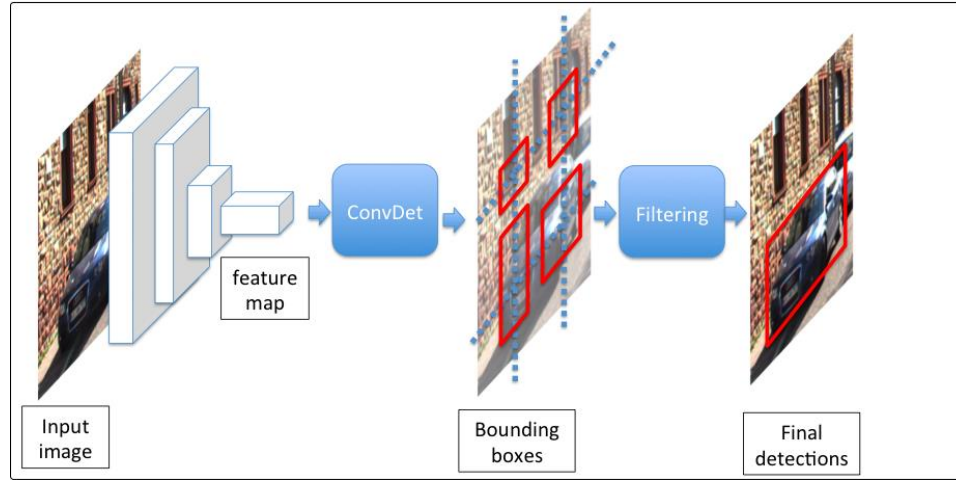 feature
map
ConvDet
Filtering
Input
image
Bounding
boxes
Final
detections